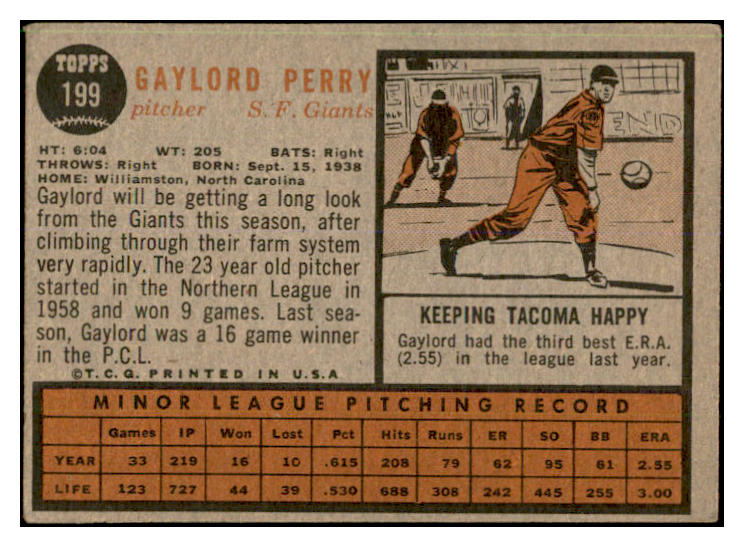 TOPPS
199
GAYLORD PERRY
pitcher S. F. Giants
HT: 6:04 WT: 205 BATS: Right
THROWS: Right BORN: Sept. 15, 1938
HOME: Williamston, North Carolina
Gaylord will be getting a long look
from the Giants this season, after
climbing through their farm system
very rapidly. The 23 year old pitcher
started in the Northern League in
1958 and won 9 games. Last sea-
son, Gaylord was a 16 game winner
in the P.C.L.
©T.C.G. PRINTED IN U.S.A
KEEPING TACOMA HAPPY
Gaylord had the third best E.R.A.
(2.55) in the league last year.
MINOR LEAGUE PITCHING RECORD
Games IP Won Lost Pct Hits Runs ER SO BB ERA
YEAR 33 219 16 10 .615 208 79 62 95 61 2.55
LIFE 123 727 44 39 .530 688 308 242 445 255 3.00